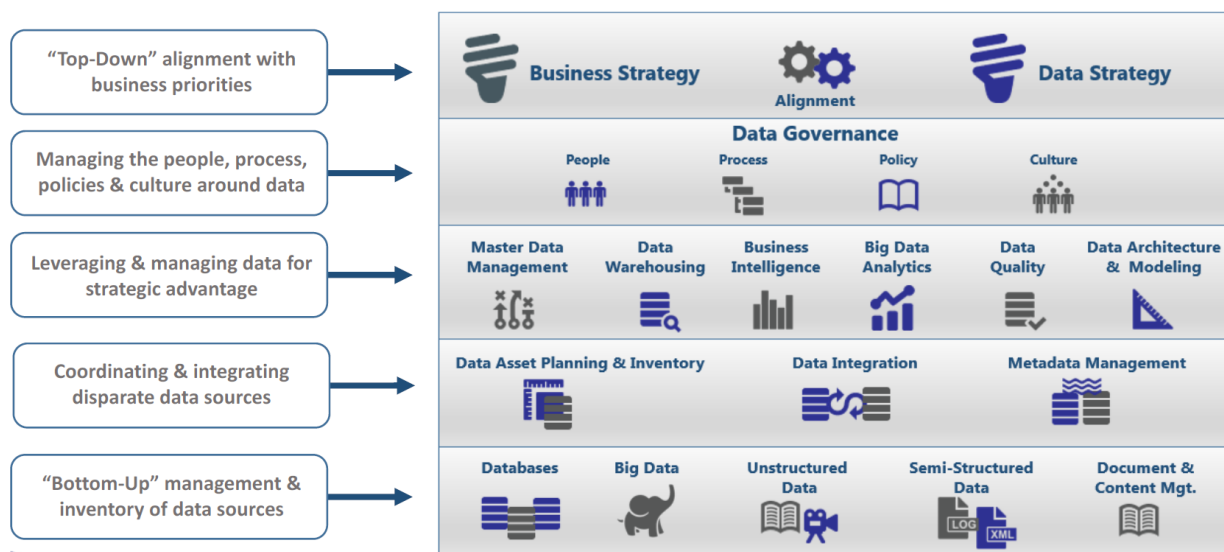 “Top-Down” alignment with
business priorities
Business Strategy
Alignment
Data Strategy
Managing the people, process,
policies & culture around data
Data Governance
People
Process
Policy
Culture
Leveraging & managing data for
strategic advantage
Master Data
Management
Data
Warehousing
Business
Intelligence
Big Data
Analytics
Data
Quality
Data Architecture
& Modeling
Coordinating & integrating
disparate data sources
Data Asset Planning & Inventory
Data Integration
Metadata Management
“Bottom-Up” management &
inventory of data sources
Databases
Big Data
Unstructured
Data
Semi-Structured
Data
LOG
XML
Document &
Content Mgt.